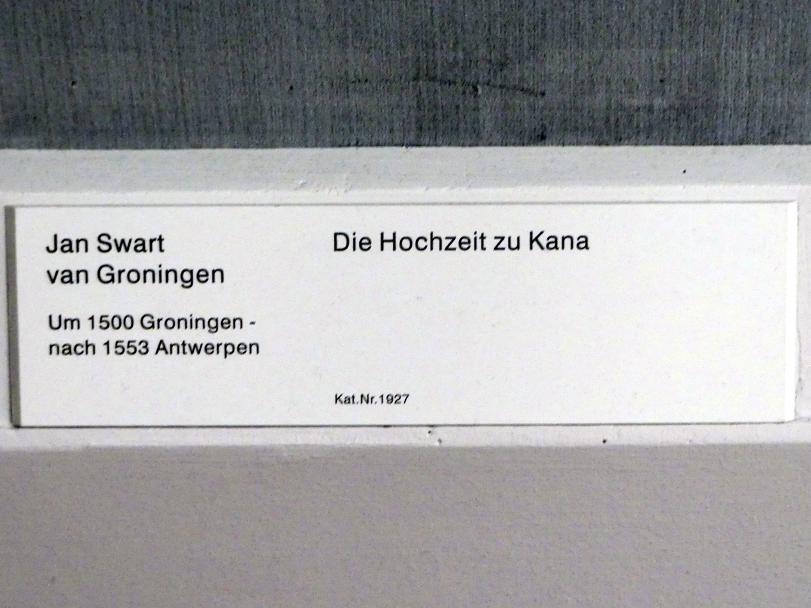 Jan Swart
van Groningen
Um 1500 Groningen -
nach 1553 Antwerpen
Die Hochzeit zu Kana
Kat.Nr.1927